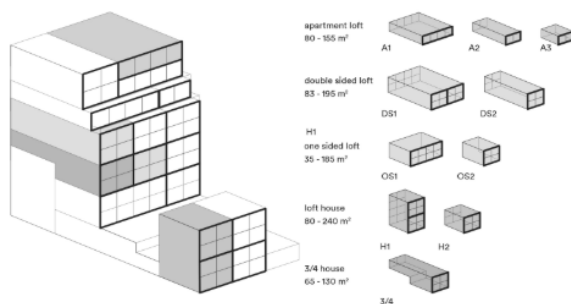 apartment loft
80 - 155 m²
A1 A2 A3
double sided loft
83 - 195 m²
DS1 DS2
H1
one sided loft
35 - 185 m²
OS1 OS2
loft house
80 - 240 m²
H1 H2
3/4 house
65 - 130 m²
3/4